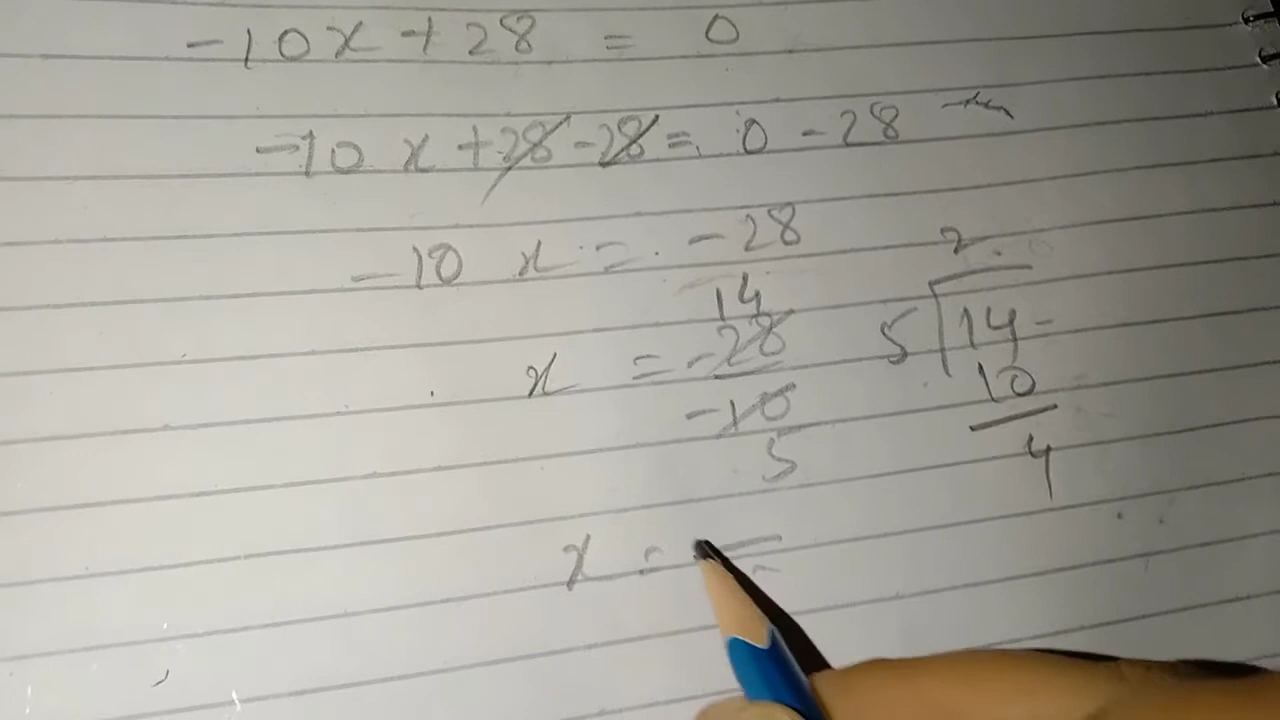 -10x + 28 = 0
-10x + 28 - 28 = 0 - 28
-10x = -28
14
x = -28
-10
5
2.
5 14
10
4
x =